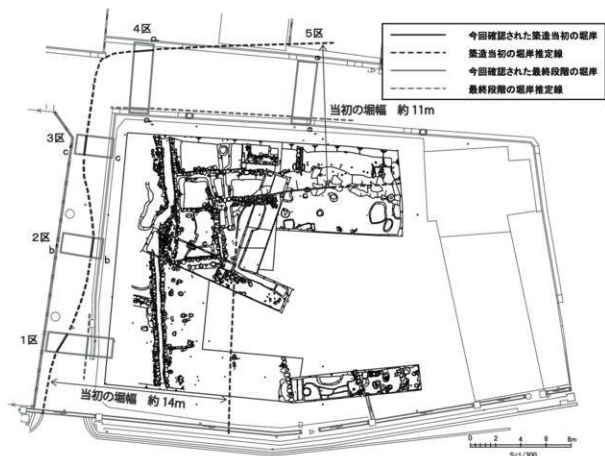 4区
5区
今回確認された築造当初の堀岸
築造当初の堀岸推定線
今回確認された最終段階の堀岸
最終段階の堀岸推定線
当初の堀幅 約11m
3区
c
c
2区
b
b
1区
当初の堀幅 約14m
0 2 4 6 8m
S=1/300